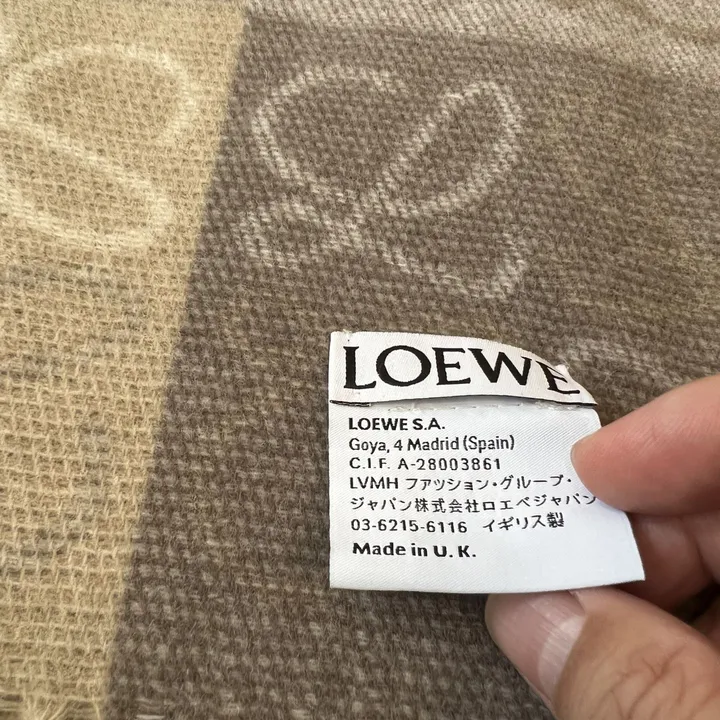 LOEWE
LOEWE S.A.
Goya, 4 Madrid (Spain)
C.I.F. A-28003861
LVMH ファッション・グループ・
ジャパン株式会社ロエベジャパン
03-6215-6116 イギリス製
Made in U. K.